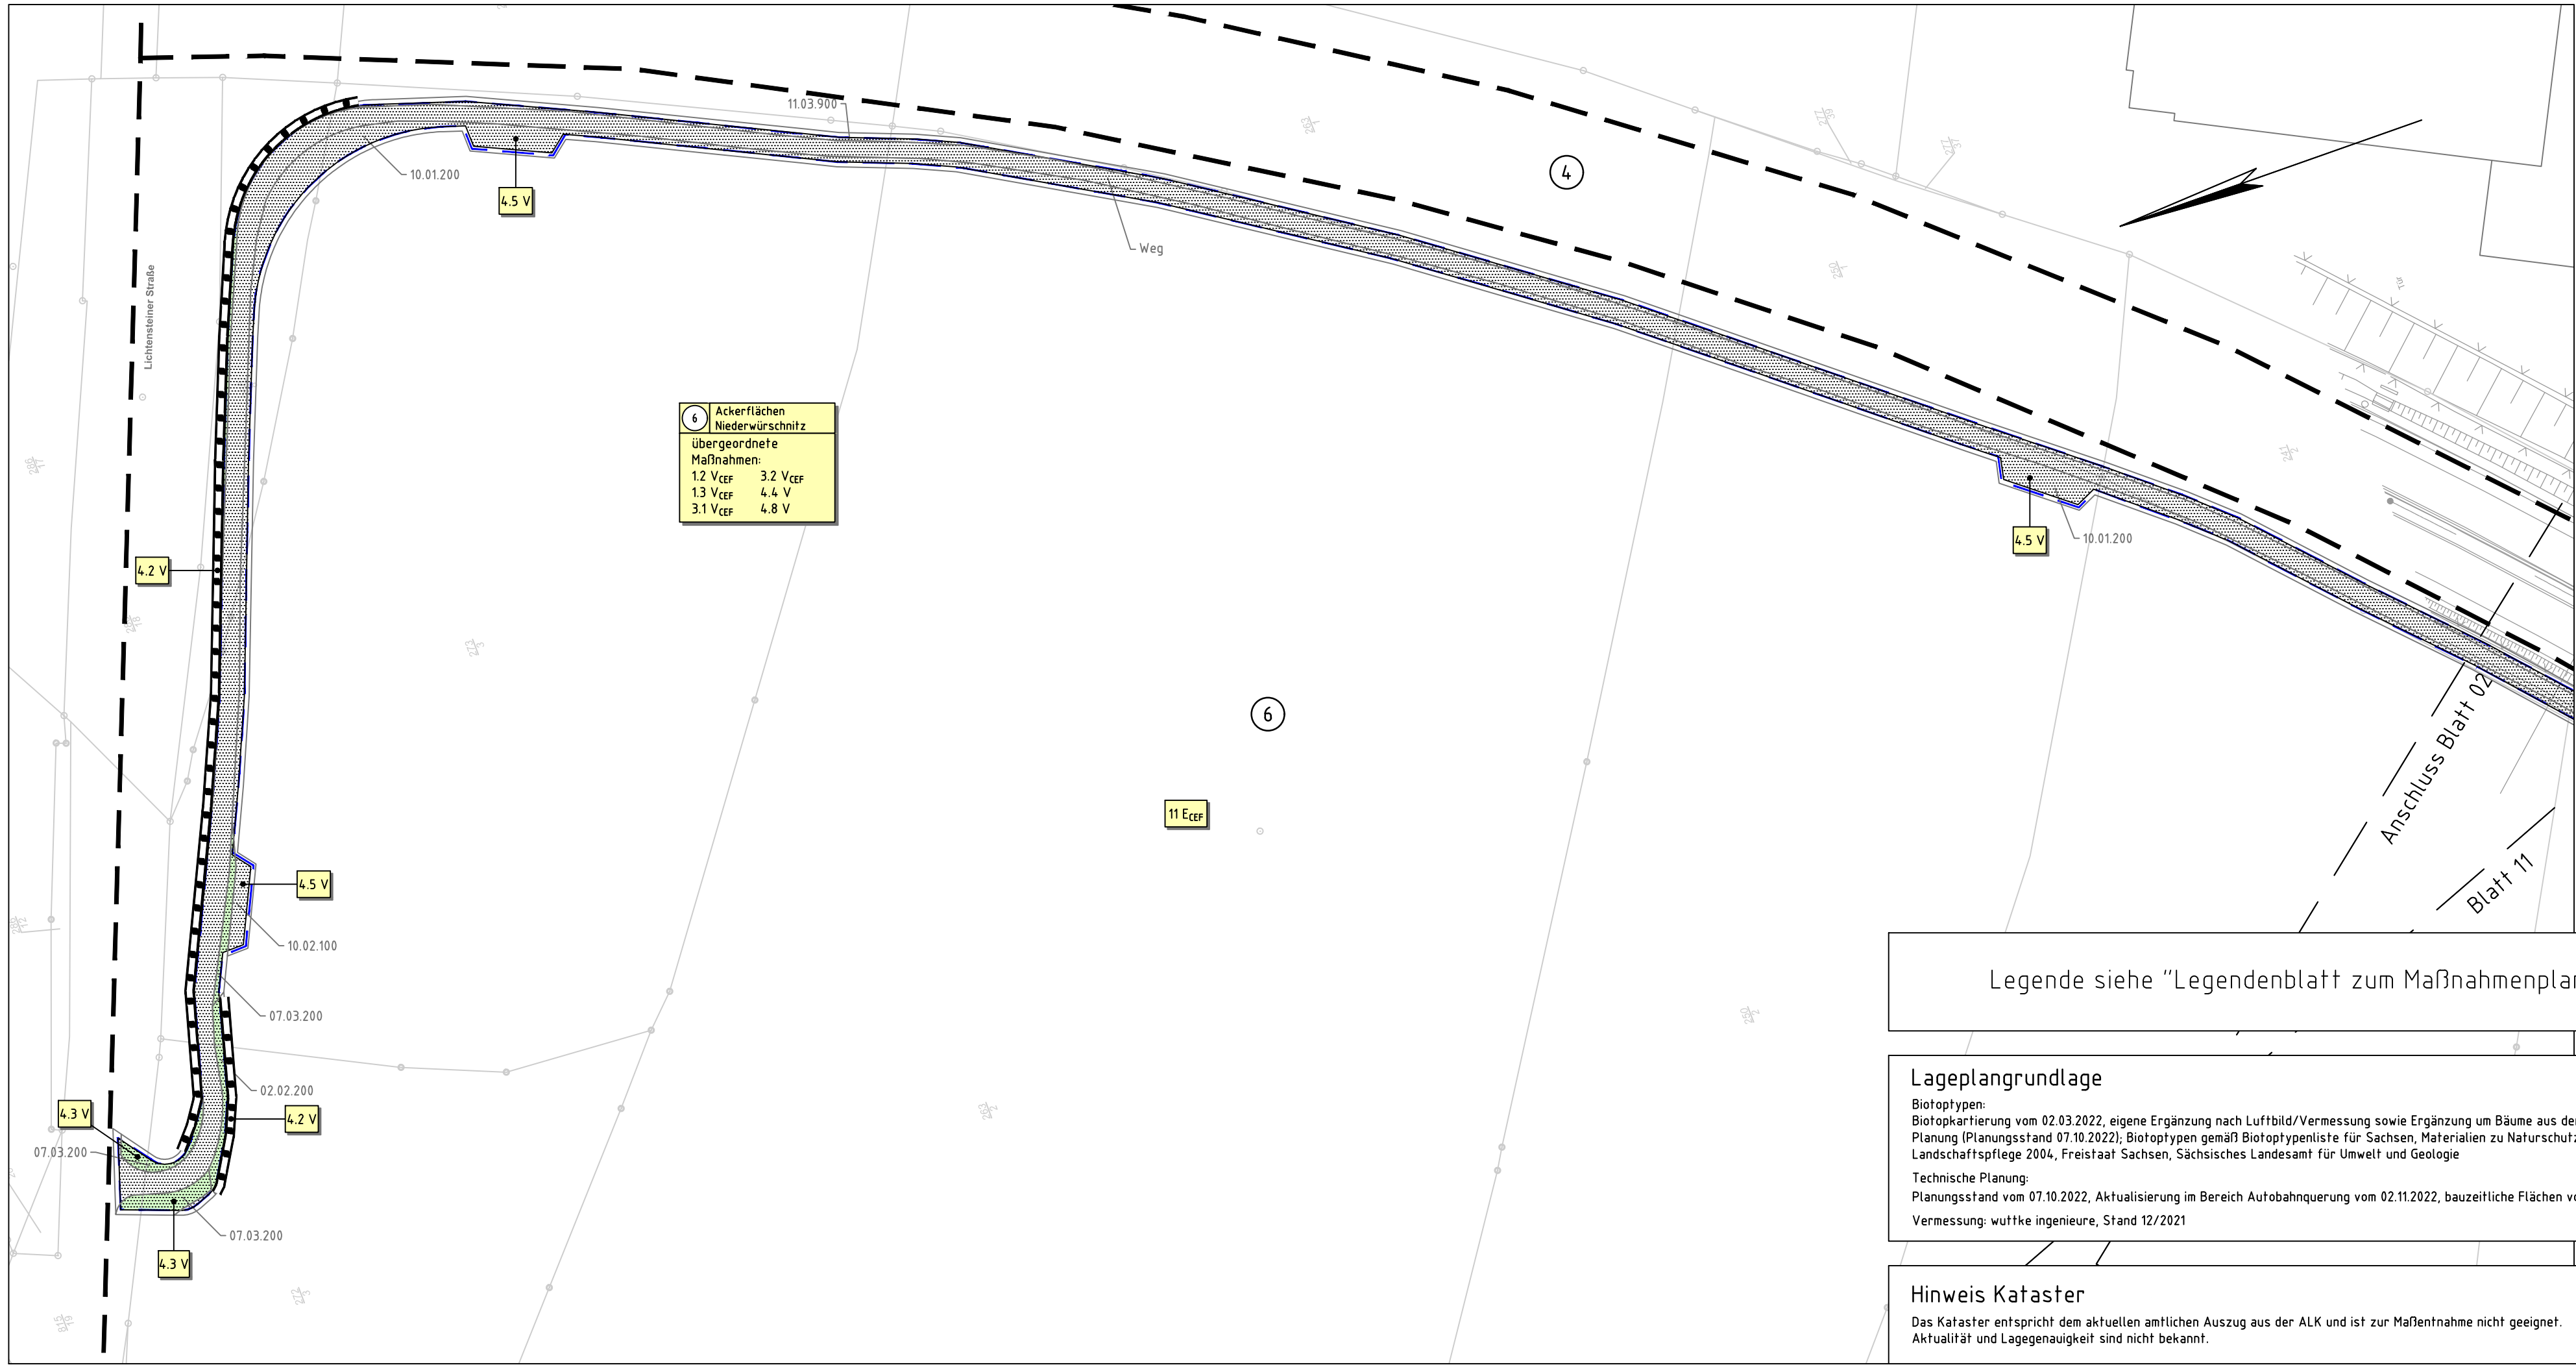 11.03.900
10.01.200
4.5 V
4
Weg
Lichtensteiner Straße
Tor
6
Ackerflächen
Niederwürschnitz
übergeordnete
Maßnahmen:
1.2 VCEF 3.2 VCEF
1.3 VCEF 4.4 V
3.1 VCEF 4.8 V
4.5 V
10.01.200
4.2 V
6
11 ECEF
Anschluss Blatt 02
Blatt 11
4.5 V
10.02.100
07.03.200
02.02.200
4.3 V
4.2 V
07.03.200
07.03.200
4.3 V
Legende siehe "Legendenblatt zum Maßnahmenplan
Lageplangrundlage
Biotoptypen:
Biotopkartierung vom 02.03.2022, eigene Ergänzung nach Luftbild/Vermessung sowie Ergänzung um Bäume aus de
Planung (Planungsstand 07.10.2022); Biotoptypen gemäß Biotoptypenliste für Sachsen, Materialien zu Naturschut
Landschaftspflege 2004, Freistaat Sachsen, Sächsisches Landesamt für Umwelt und Geologie
Technische Planung:
Planungsstand vom 07.10.2022, Aktualisierung im Bereich Autobahnquerung vom 02.11.2022, bauzeitliche Flächen v
Vermessung: wuttke ingenieure, Stand 12/2021
Hinweis Kataster
Das Kataster entspricht dem aktuellen amtlichen Auszug aus der ALK und ist zur Maßentnahme nicht geeignet.
Aktualität und Lagegenauigkeit sind nicht bekannt.